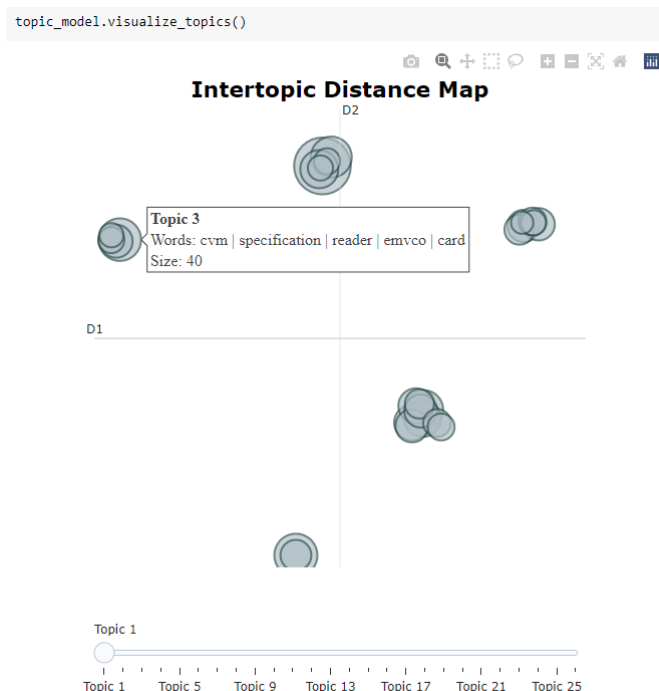 topic_model.visualize_topics()
Intertopic Distance Map
D2
Topic 3
Words: cvm | specification | reader | emvco | card
Size: 40
D1
Topic 1
Topic 1 Topic 5 Topic 9 Topic 13 Topic 17 Topic 21 Topic 25